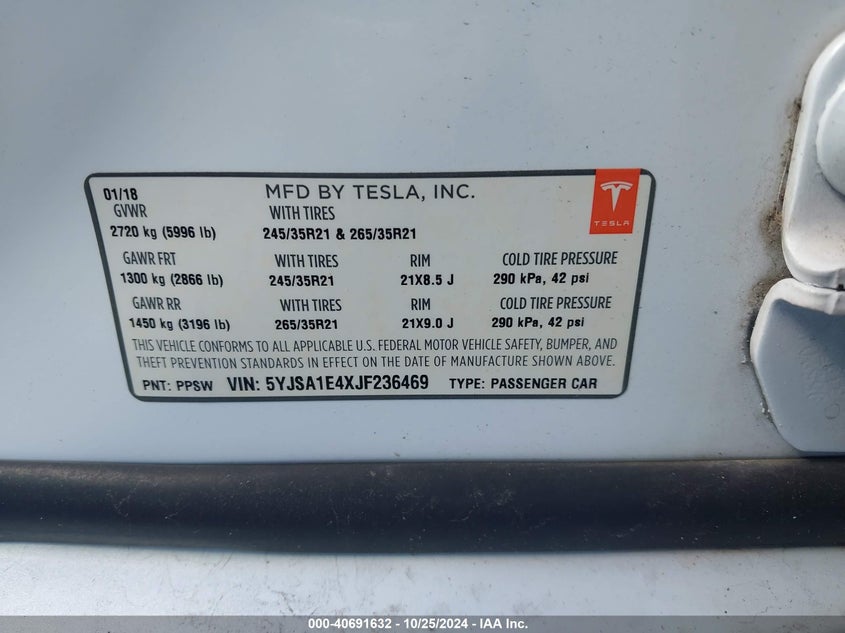 01/18 MFD BY TESLA, INC.
TESLA
GVWR WITH TIRES
2720 kg (5996 lb) 245/35R21 & 265/35R21
GAWR FRT WITH TIRES RIM COLD TIRE PRESSURE
1300 kg (2866 lb) 245/35R21 21X8.5 J 290 kPa, 42 psi
GAWR RR WITH TIRES RIM COLD TIRE PRESSURE
1450 kg (3196 lb) 265/35R21 21X9.0 J 290 kPa, 42 psi
THIS VEHICLE CONFORMS TO ALL APPLICABLE U.S. FEDERAL MOTOR VEHICLE SAFETY, BUMPER, AND
THEFT PREVENTION STANDARDS IN EFFECT ON THE DATE OF MANUFACTURE SHOWN ABOVE.
PNT: PPSW VIN: 5YJSA1E4XJF236469 TYPE: PASSENGER CAR
000-40691632 - 10/25/2024 - IAA Inc.